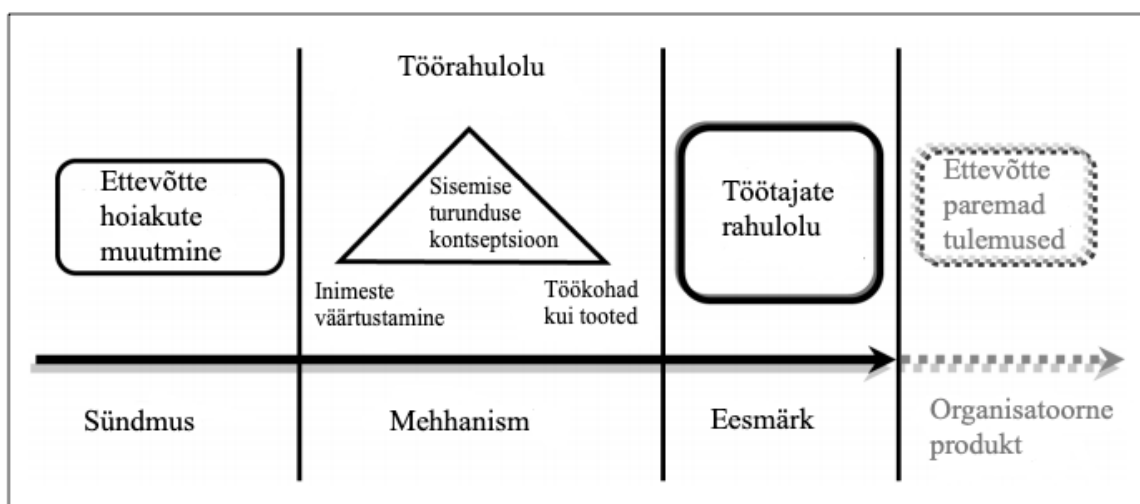 Töörahulolu
Ettevõtte
hoiakute
muutmine
Sisemise
turunduse
kontseptsioon
Inimeste
väärtustamine
Töökohad
kui tooted
Töötajate
rahulolu
Ettevõtte
paremad
tulemused
Sündmus
Mehhanism
Eesmärk
Organisatoorne
produkt